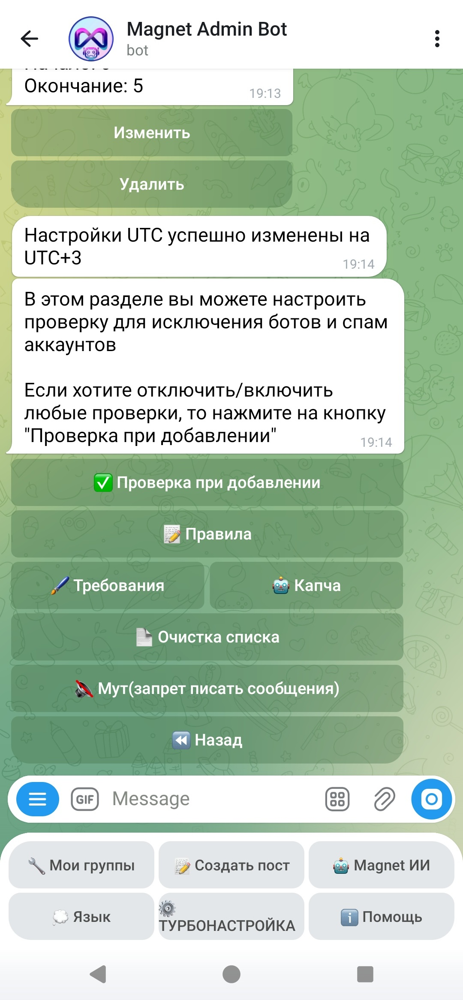 Magnet Admin Bot
bot
Окончание: 5
19:13
Изменить
Удалить
Настройки UTC успешно изменены на
UTC+3
19:14
В этом разделе вы можете настроить
проверку для исключения ботов и спам
аккаунтов
Если хотите отключить/включить
любые проверки, то нажмите на кнопку
"Проверка при добавлении"
19:14
✅ Проверка при добавлении
📝 Правила
🖌️ Требования
🤖 Капча
📄 Очистка списка
🔇 Мут(запрет писать сообщения)
⏪ Назад
GIF
Message
🔧 Мои группы
📝 Создать пост
🤖 Magnet ИИ
💭 Язык
⚙️
ТУРБОНАСТРОЙКА
ℹ️ Помощь